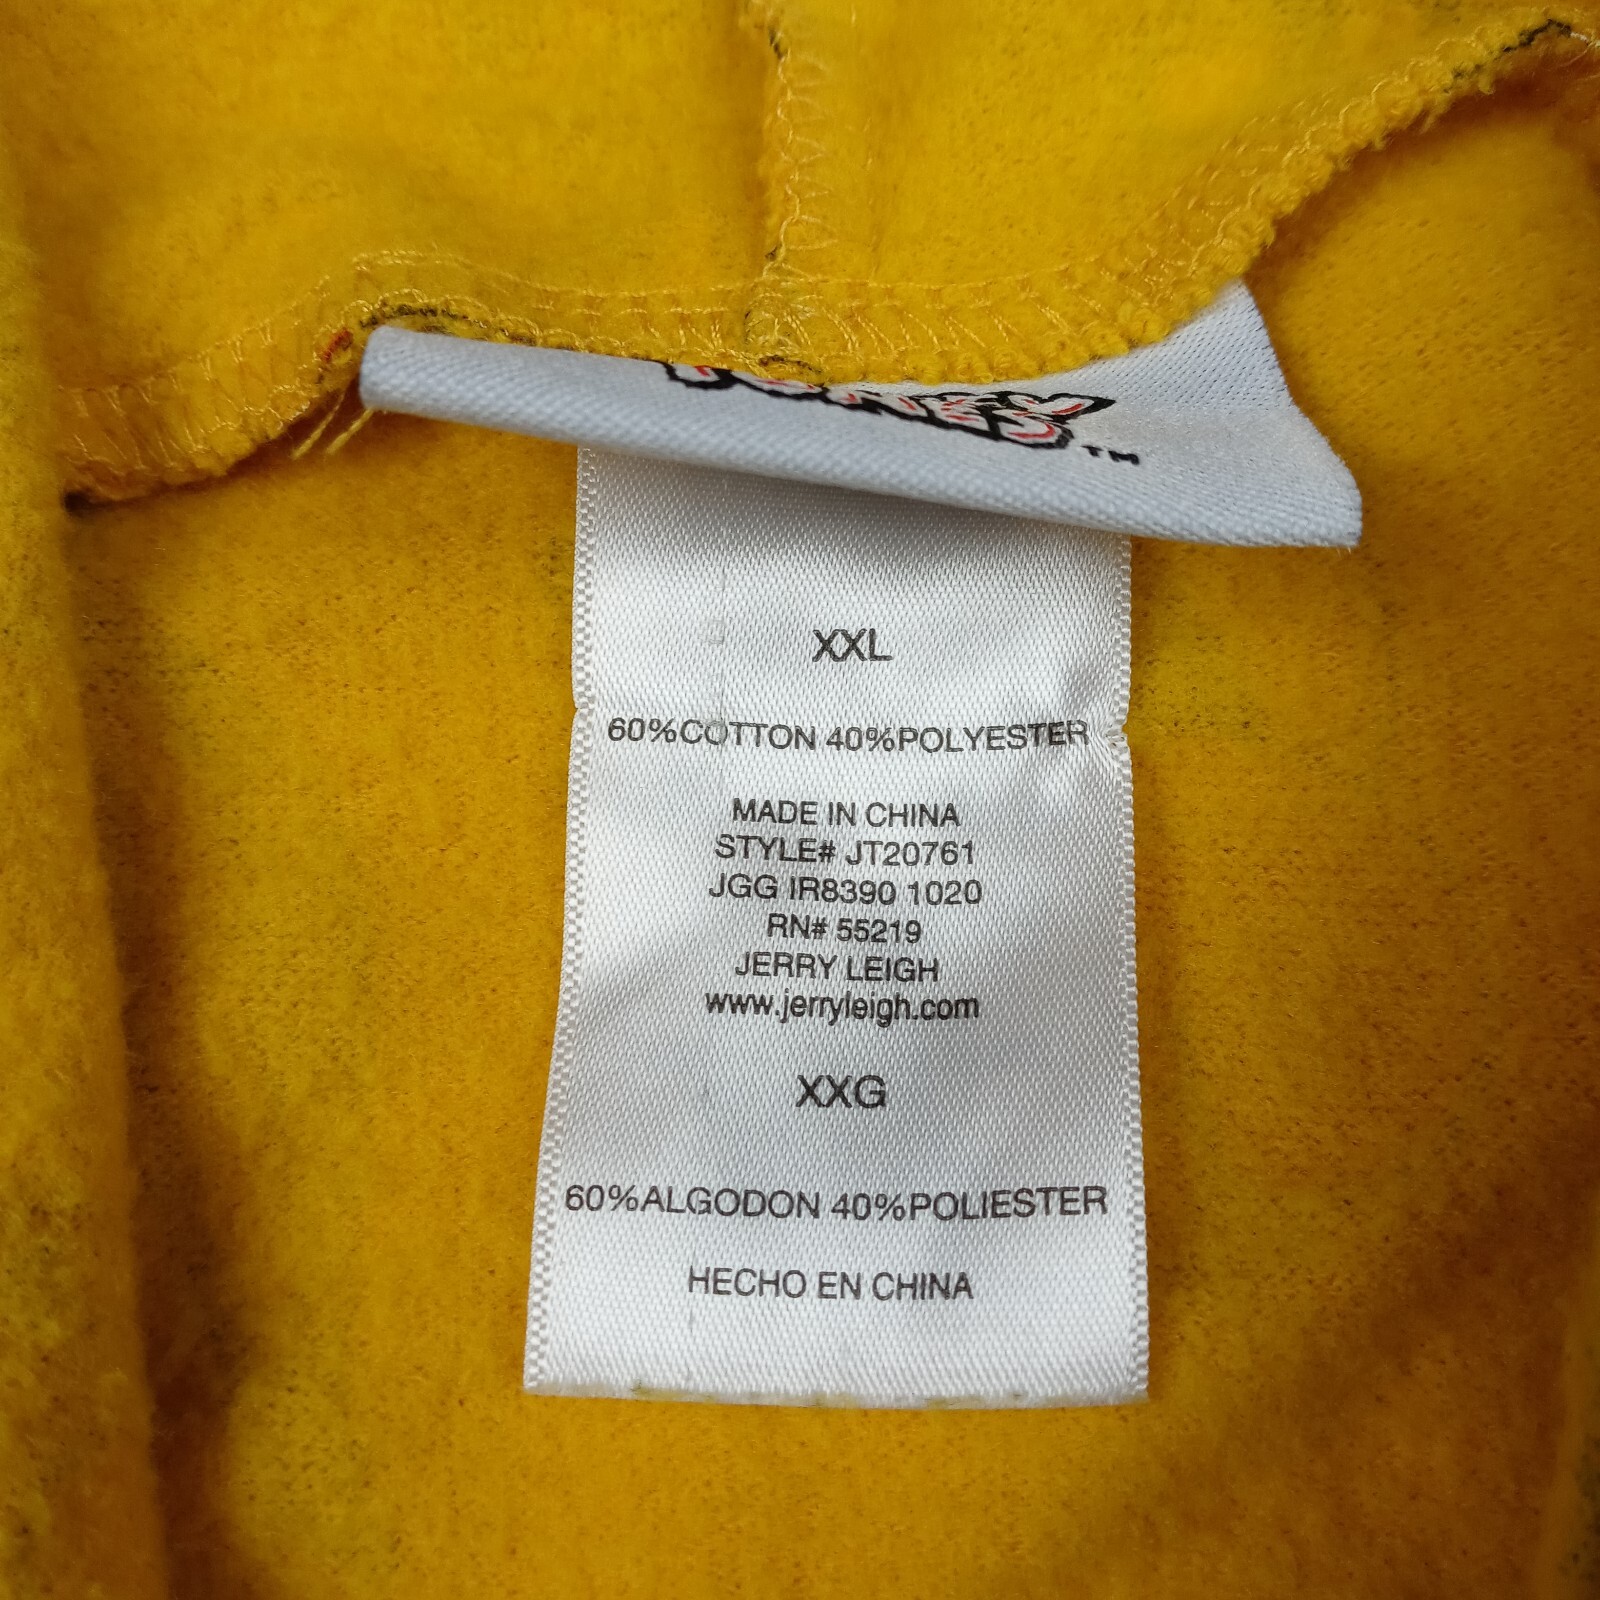 TUNES™
XXL
60%COTTON 40%POLYESTER
MADE IN CHINA
STYLE# JT20761
JGG IR8390 1020
RN# 55219
JERRY LEIGH
www.jerryleigh.com
XXG
60%ALGODON 40%POLIESTER
HECHO EN CHINA